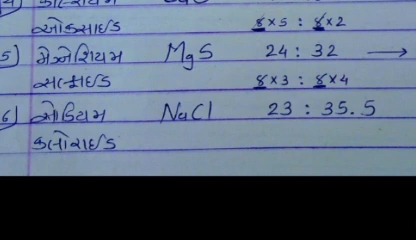 ઓક્સાઇડ 8×5 : 8×2
5) મેગ્નેશિયમ MgS 24 : 32 →
સલ્ફાઇડ 8×3 : 8×4
6) સોડિયમ NaCl 23 : 35.5
ક્લોરાઇડ